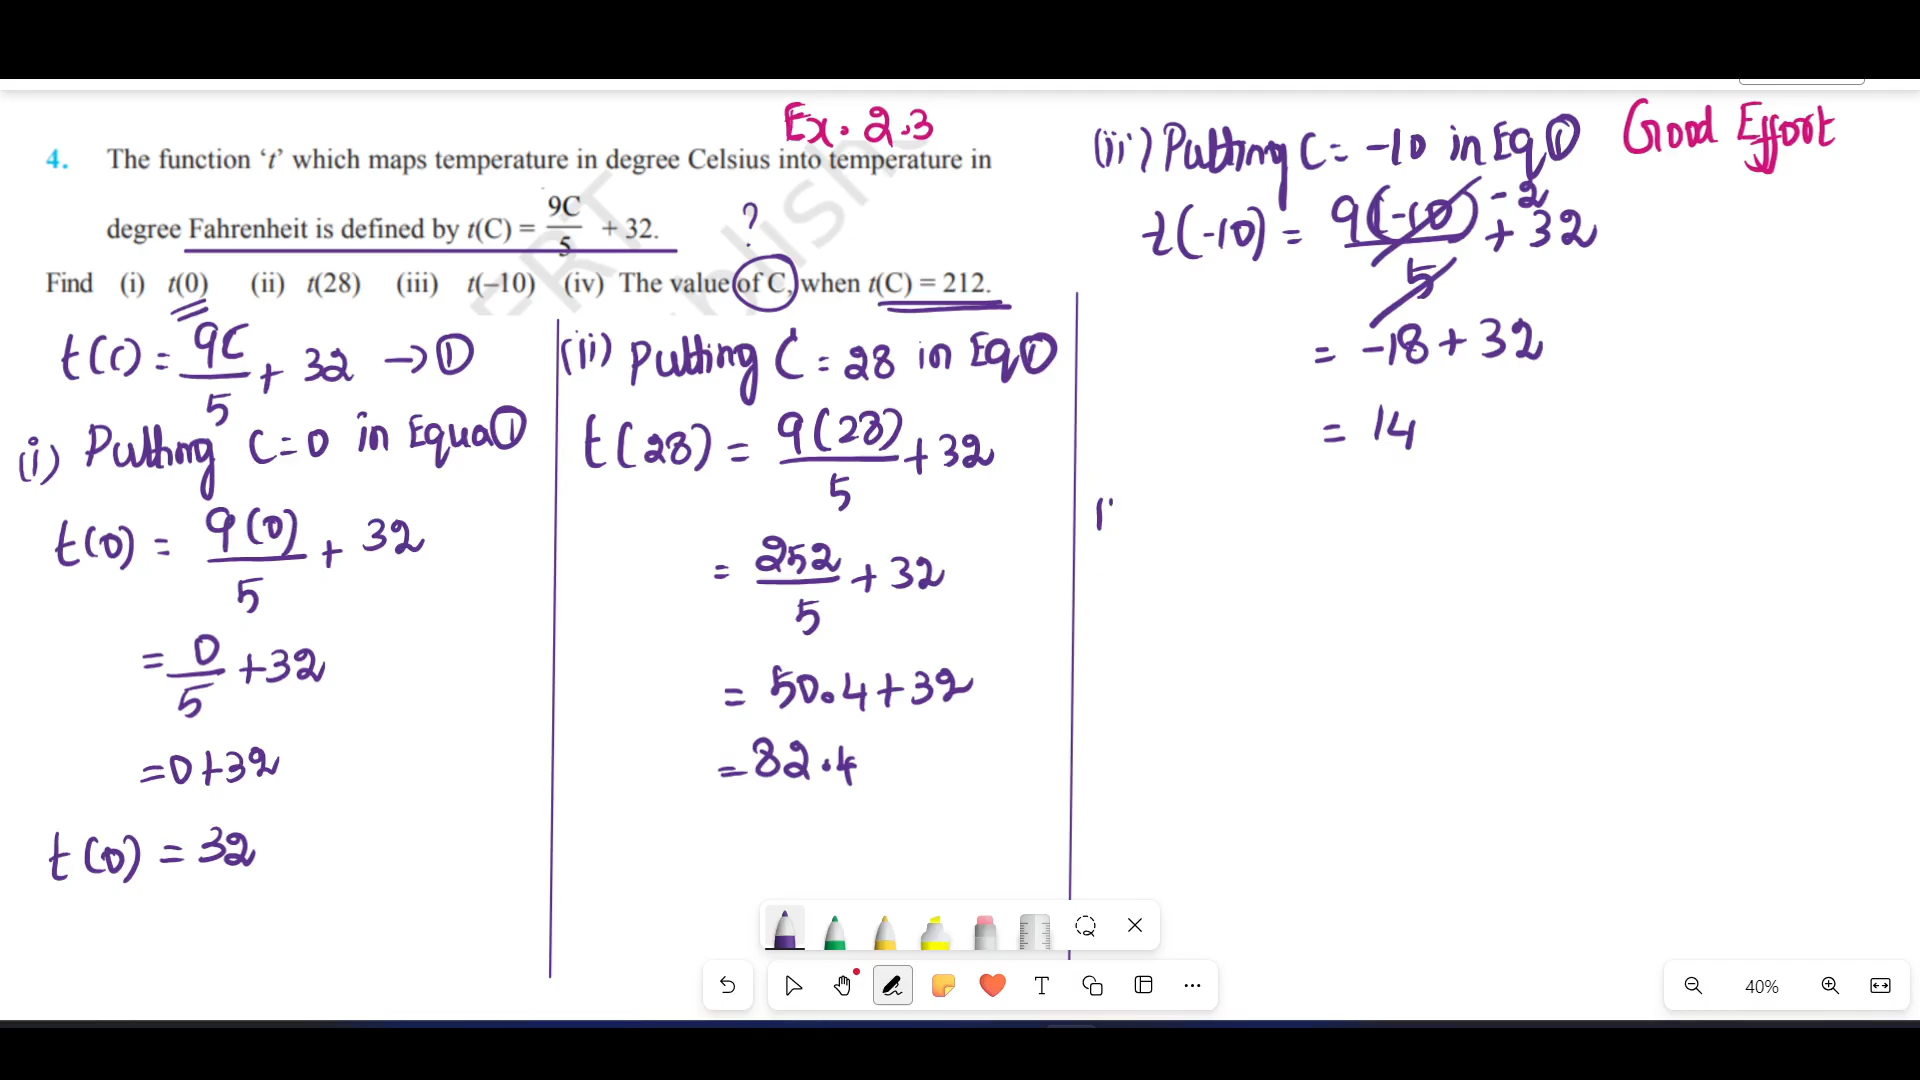 Ex. 2.3
4. The function ‘t’ which maps temperature in degree Celsius into temperature in
degree Fahrenheit is defined by t(C) = 9C/5 + 32.
?
Find (i) t(0) (ii) t(28) (iii) t(–10) (iv) The value of C, when t(C) = 212.
t(C) = 9C/5 + 32 → ①
(i) Putting C = 0 in Equa①
t(0) = 9(0)/5 + 32
= 0/5 + 32
= 0 + 32
t(0) = 32
(ii) Putting C = 28 in Eq①
t(28) = 9(28)/5 + 32
= 252/5 + 32
= 50.4 + 32
= 82.4
(iii) Putting C = -10 in Eq①
Good Effort
t(-10) = 9(-10)/5 -2 + 32
= -18 + 32
= 14
40%